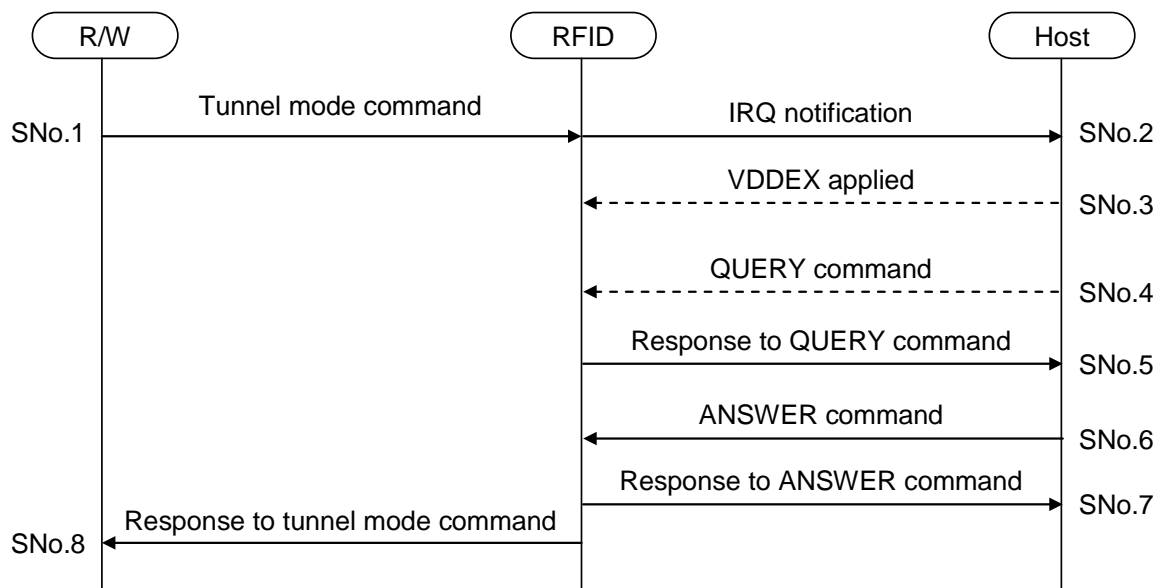 R/W
RFID
Host
Tunnel mode command
IRQ notification
SNo.1
SNo.2
VDDEX applied
SNo.3
QUERY command
SNo.4
Response to QUERY command
SNo.5
ANSWER command
SNo.6
Response to ANSWER command
SNo.7
Response to tunnel mode command
SNo.8